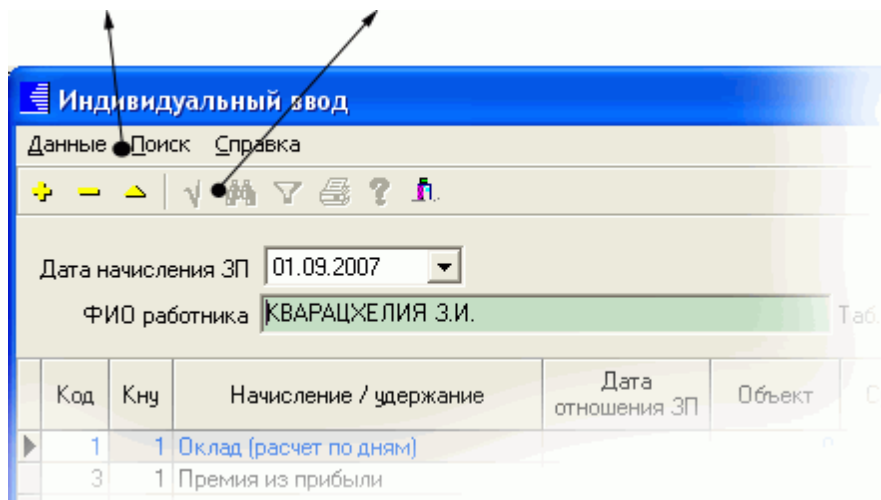 Индивидуальный ввод
Данные Поиск Справка
Дата начисления ЗП 01.09.2007
ФИО работника КВАРАЦХЕЛИЯ З.И. Таб.
Код Кну Начисление / удержание Дата отношения ЗП Объект С
1 1 Оклад (расчет по дням) 0
3 1 Премия из прибыли